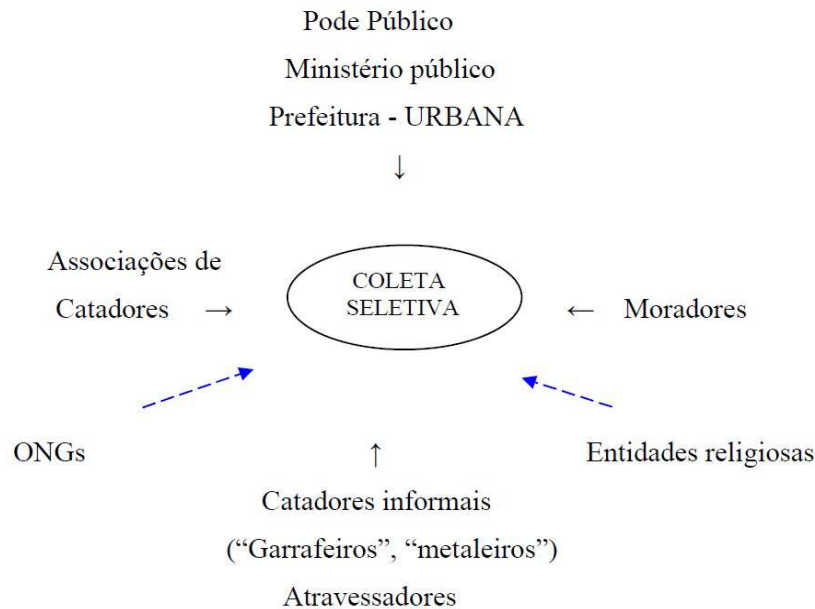 Pode Público
Ministério público
Prefeitura - URBANA
↓
Associações de
Catadores →
COLETA
SELETIVA
← Moradores
ONGs
Entidades religiosas
↑
Catadores informais
(“Garrafeiros”, “metaleiros”)
Atravessadores